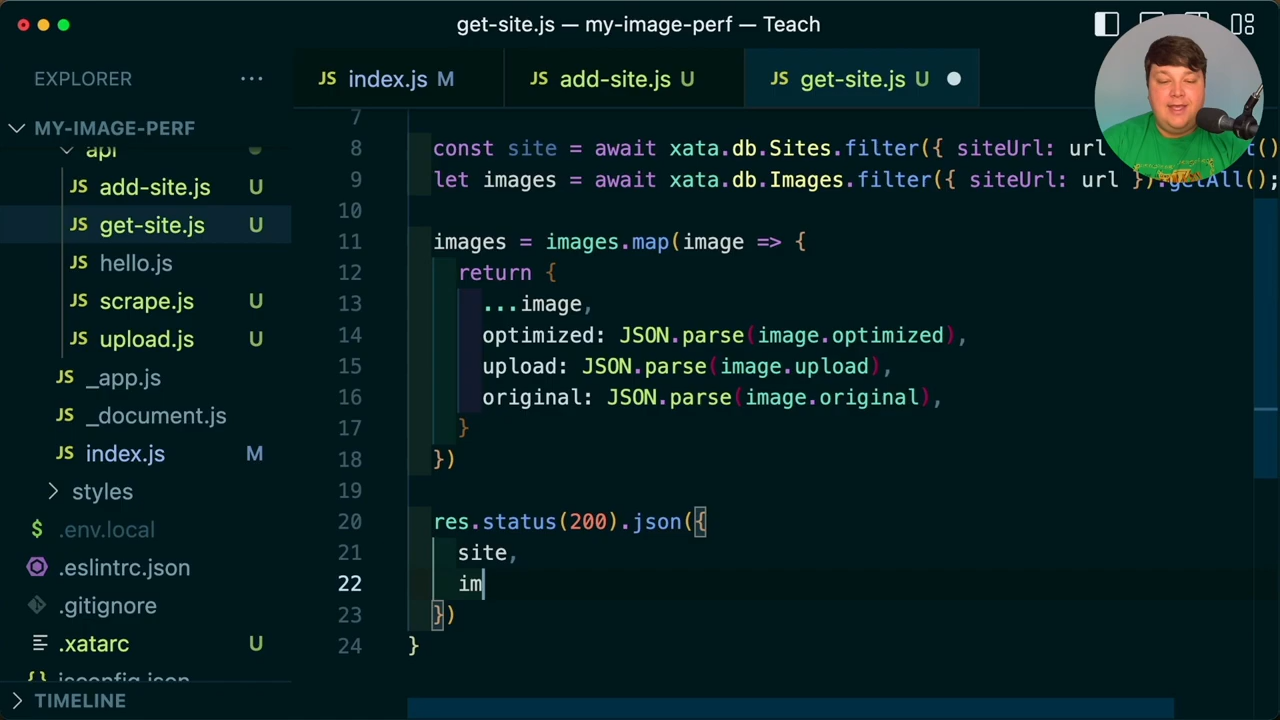 get-site.js — my-image-perf — Teach
EXPLORER ...
JS index.js M
JS add-site.js U
JS get-site.js U
MY-IMAGE-PERF
api
JS add-site.js U
JS get-site.js U
JS hello.js
JS scrape.js U
JS upload.js U
JS _app.js
JS _document.js
JS index.js M
styles
$ .env.local
.eslintrc.json
.gitignore
.xatarc U
{} jsconfig.json
TIMELINE
7
8 const site = await xata.db.Sites.filter({ siteUrl: url
9 let images = await xata.db.Images.filter({ siteUrl: url }).getAll();
10
11 images = images.map(image => {
12 return {
13 ...image,
14 optimized: JSON.parse(image.optimized),
15 upload: JSON.parse(image.upload),
16 original: JSON.parse(image.original),
17 }
18 })
19
20 res.status(200).json({
21 site,
22 im
23 })
24 }